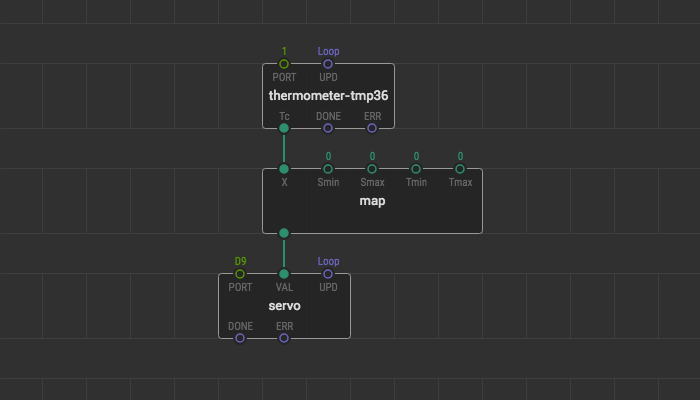 1 Loop
PORT UPD
thermometer-tmp36
Tc DONE ERR
0 0 0 0
X Smin Smax Tmin Tmax
map
D9 Loop
PORT VAL UPD
servo
DONE ERR